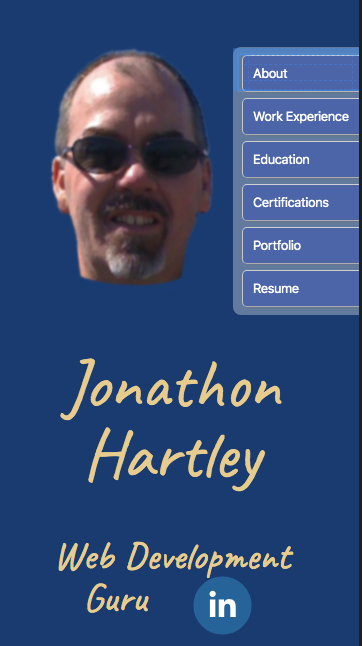 About
Work Experience
Education
Certifications
Portfolio
Resume
Jonathon
Hartley
Web Development
Guru
in